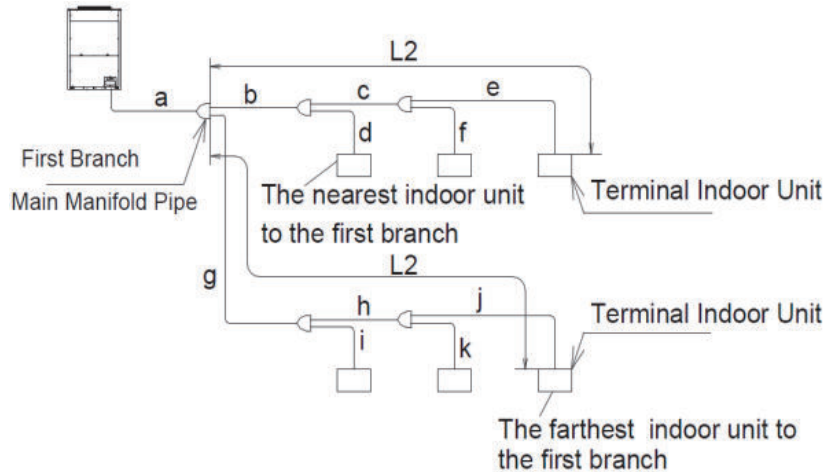 L2
a
b
c
e
d
f
First Branch
Main Manifold Pipe
The nearest indoor unit
to the first branch
Terminal Indoor Unit
L2
g
h
j
i
k
Terminal Indoor Unit
The farthest indoor unit to
the first branch